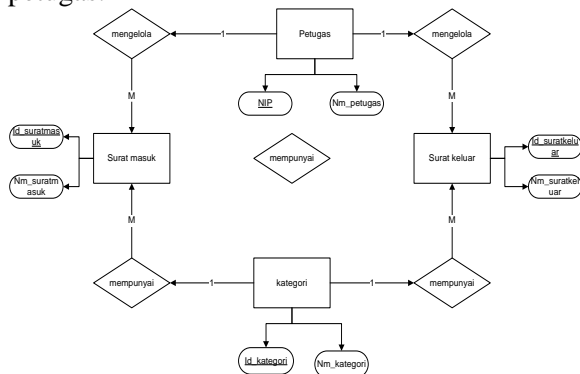 petugas.
mengelola
1
Petugas
1
mengelola
M
NIP
Nm_petugas
M
Id_suratmas
uk
Surat masuk
mempunyai
Surat keluar
Id_suratkelu
ar
Nm_suratm
asuk
Nm_suratkel
uar
M
M
mempunyai
1
kategori
1
mempunyai
Id_kategori
Nm_kategori